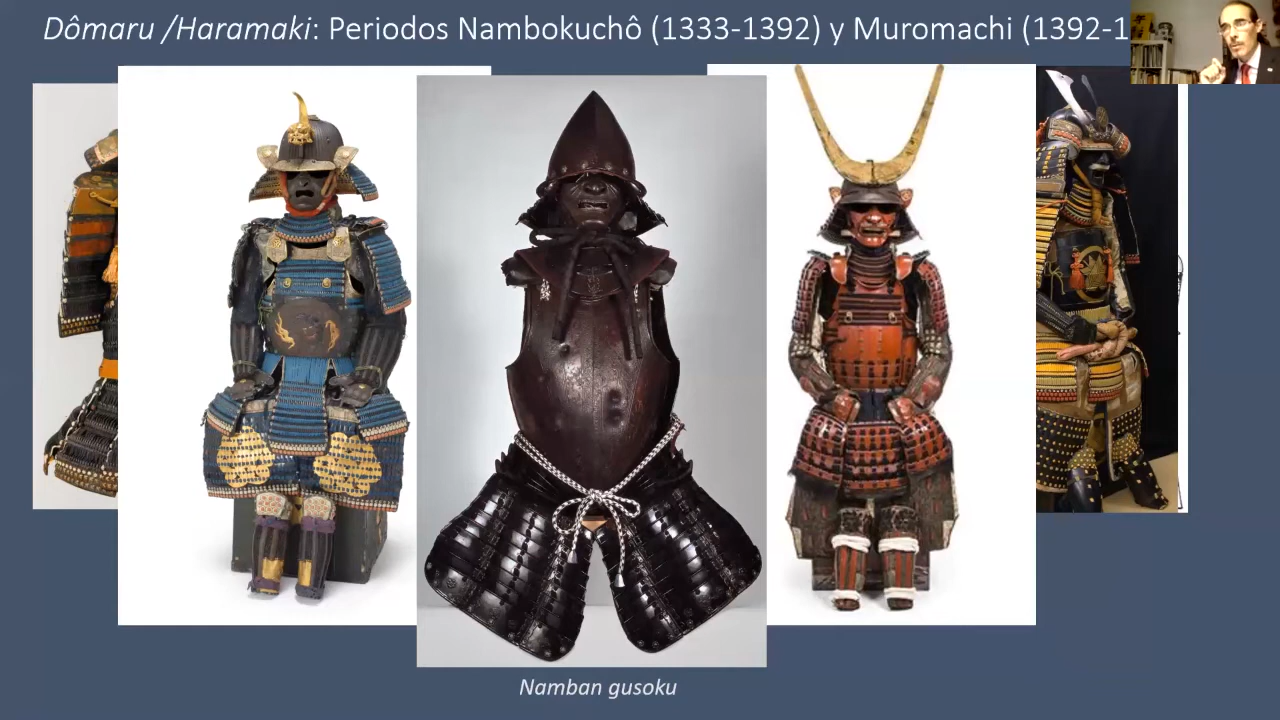 Dômaru /Haramaki: Periodos Nambokuchô (1333-1392) y Muromachi (1392-1
Namban gusoku